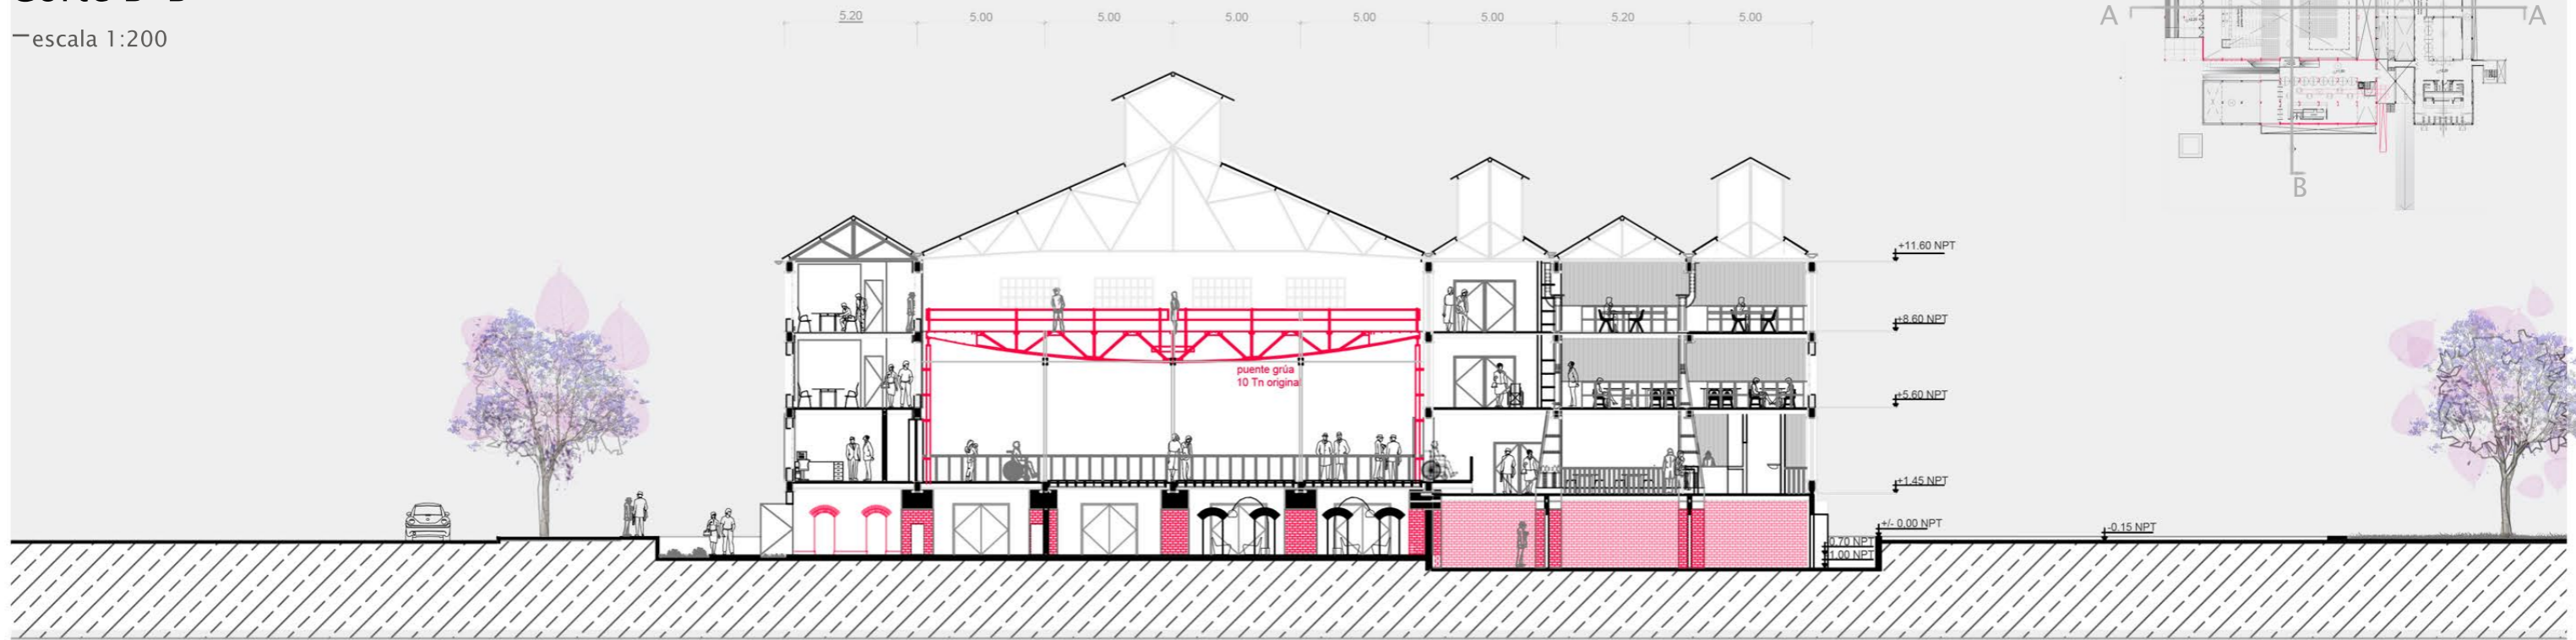 escala 1:200
5.20 5.00 5.00 5.00 5.00 5.00 5.20 5.00
A A
B
+11.60 NPT
+8.60 NPT
puente grúa
10 Tn original
+5.60 NPT
+1.45 NPT
+/- 0,00 NPT
-0.15 NPT
0.70 NPT
1.00 NPT